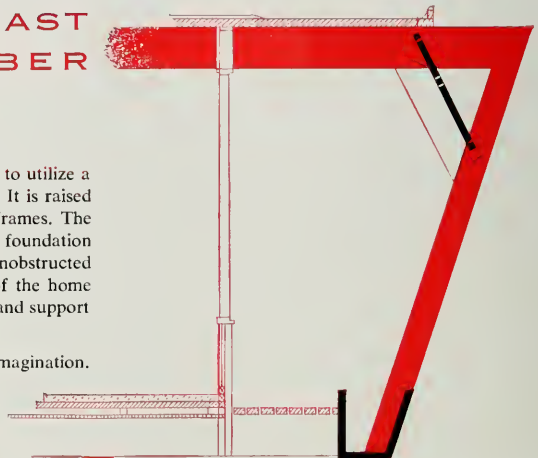 AST
BER
to utilize a
It is raised
rames. The
foundation
nobstructed
f the home
and support
magination.